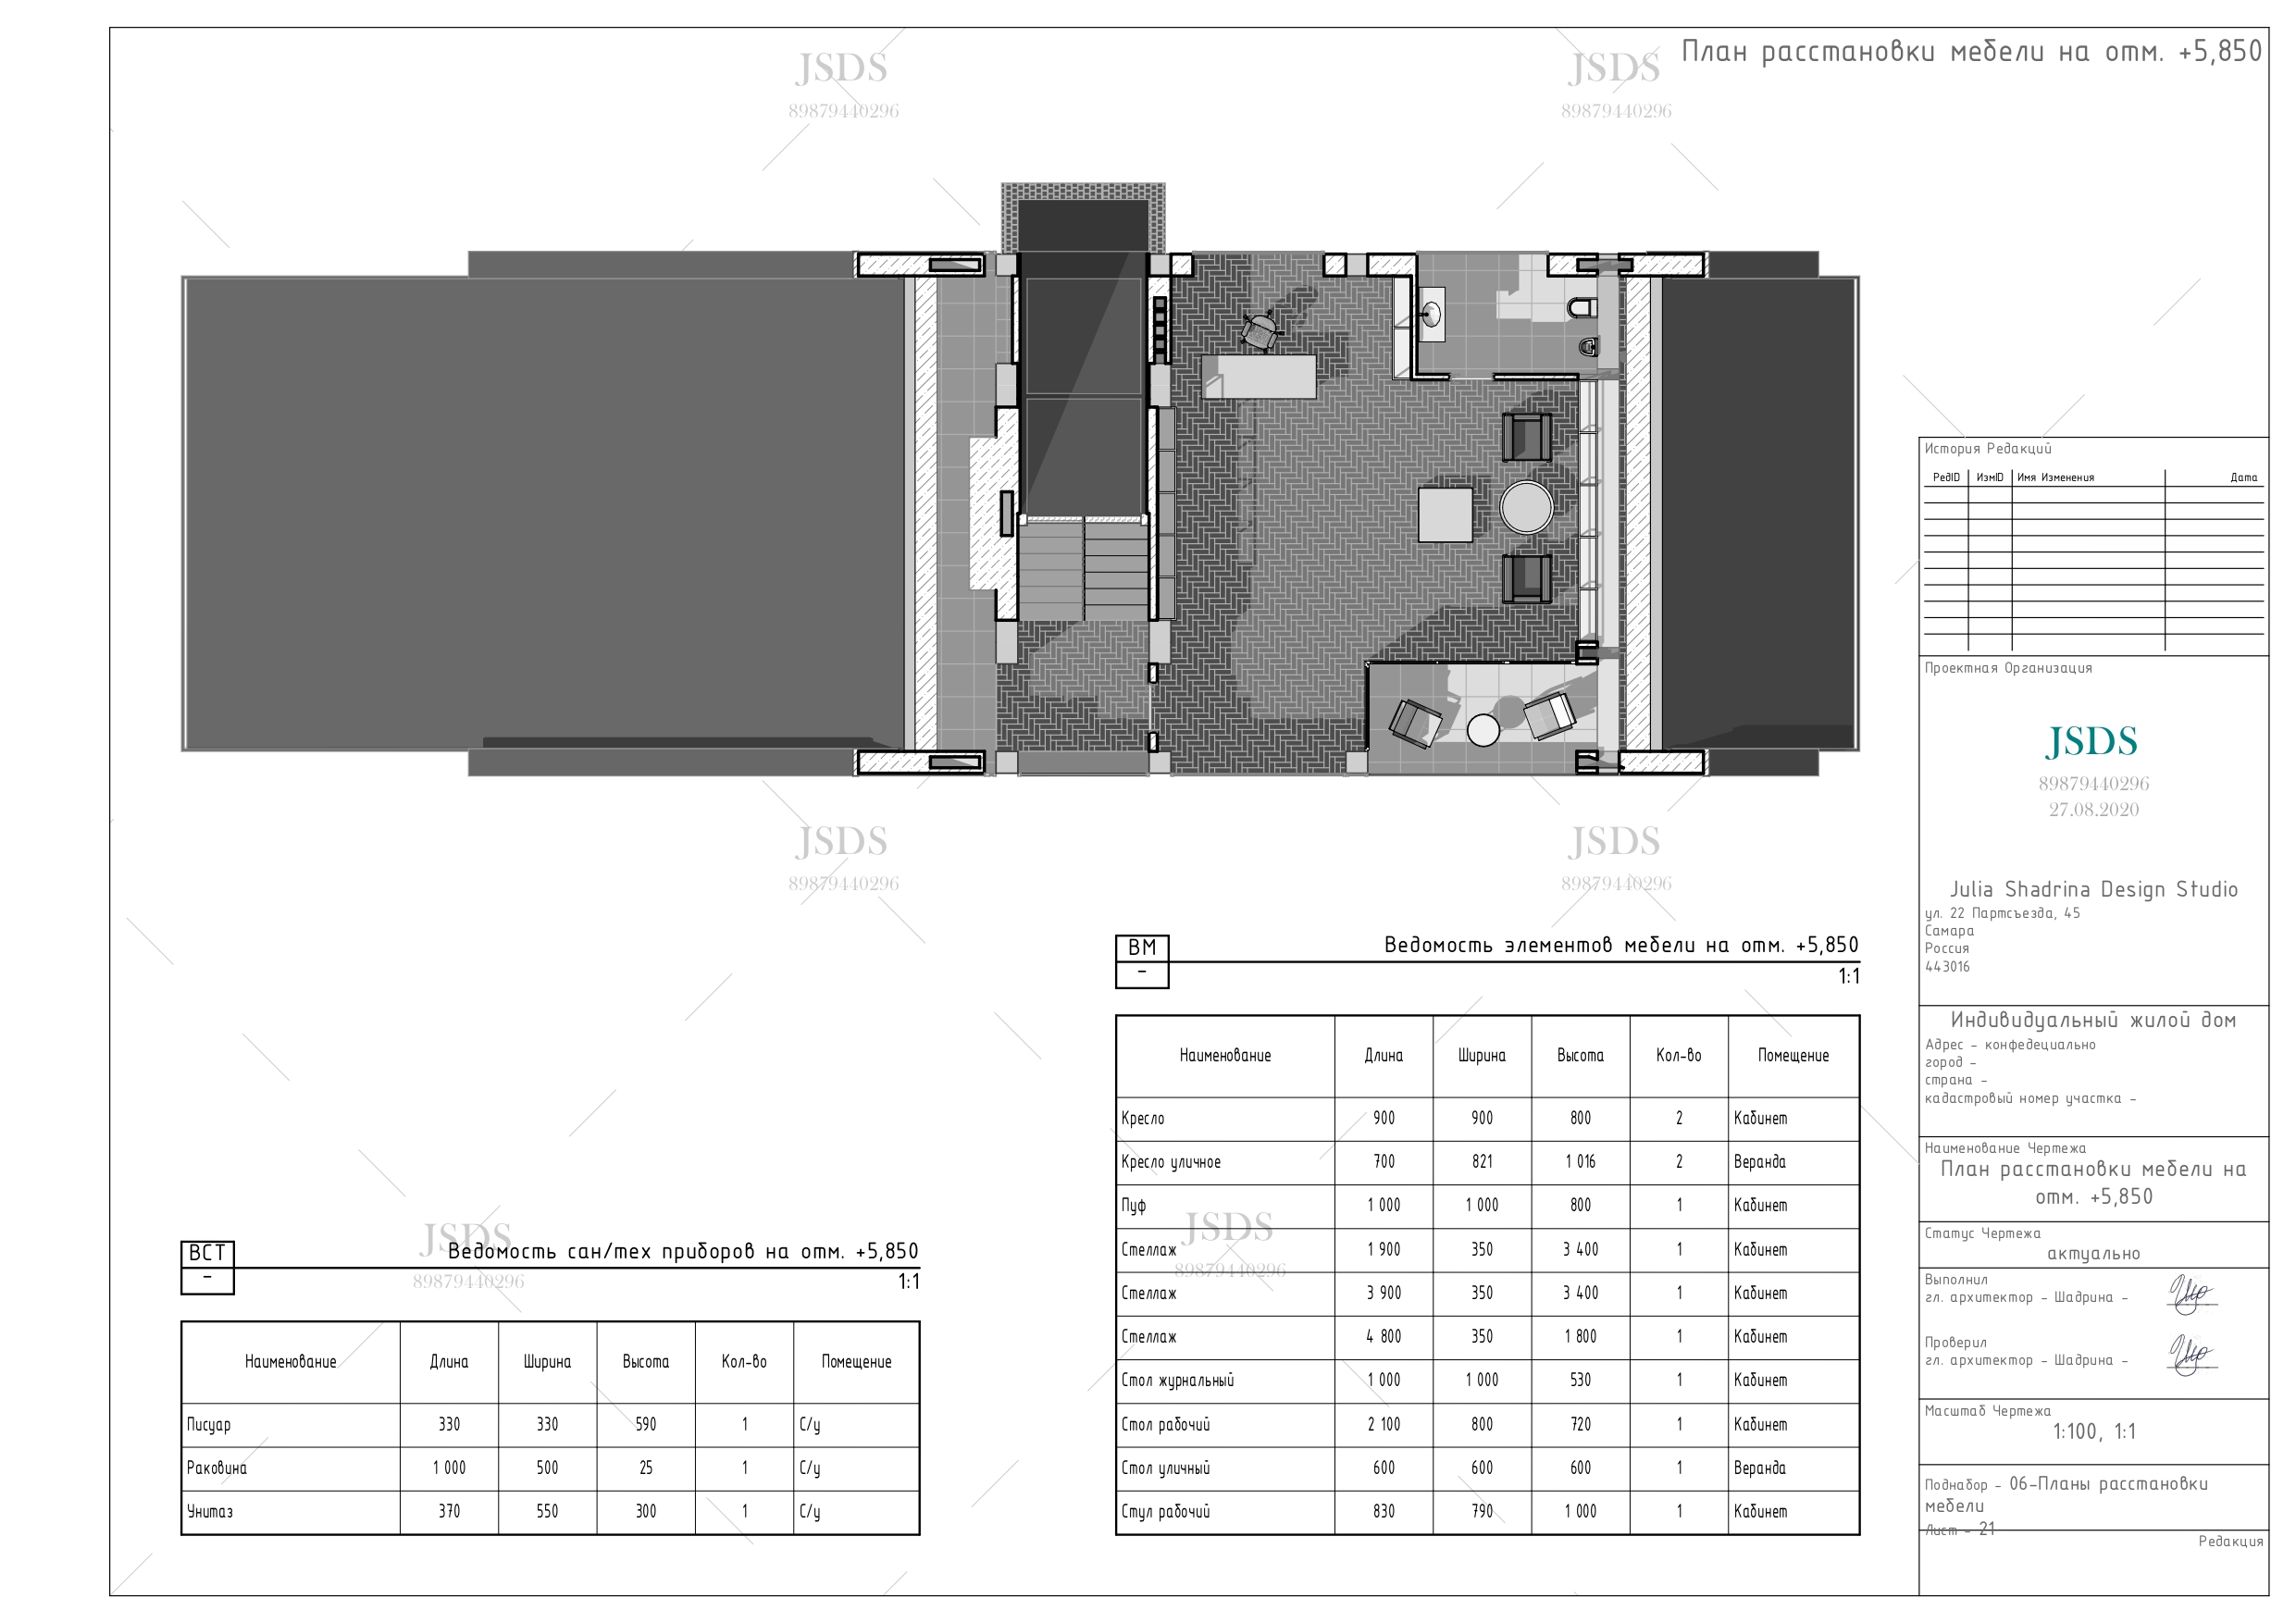 План расстановки мебели на отм. +5,850
JSDS
89879440296
JSDS
89879440296
JSDS
89879440296
JSDS
89879440296
JSDS
89879440296
JSDS
89879440296
ВСТ
-
Ведомость сан/тех приборов на отм. +5,850
1:1
Наименование Длина Ширина Высота Кол-во Помещение
Писуар 330 330 590 1 С/у
Раковина 1 000 500 25 1 С/у
Унитаз 370 550 300 1 С/у
ВМ
-
Ведомость элементов мебели на отм. +5,850
1:1
Наименование Длина Ширина Высота Кол-во Помещение
Кресло 900 900 800 2 Кабинет
Кресло уличное 700 821 1 016 2 Веранда
Пуф 1 000 1 000 800 1 Кабинет
Стеллаж 1 900 350 3 400 1 Кабинет
Стеллаж 3 900 350 3 400 1 Кабинет
Стеллаж 4 800 350 1 800 1 Кабинет
Стол журнальный 1 000 1 000 530 1 Кабинет
Стол рабочий 2 100 800 720 1 Кабинет
Стол уличный 600 600 600 1 Веранда
Стул рабочий 830 790 1 000 1 Кабинет
История Редакций
РедID ИзмID Имя Изменения Дата
Проектная Организация
JSDS
89879440296
27.08.2020
Julia Shadrina Design Studio
ул. 22 Партсъезда, 45
Самара
Россия
443016
Индивидуальный жилой дом
Адрес - конфедециально
город -
страна -
кадастровый номер участка -
Наименование Чертежа
План расстановки мебели на
отм. +5,850
Статус Чертежа
актуально
Выполнил
гл. архитектор - Шадрина -
Проверил
гл. архитектор - Шадрина -
Масштаб Чертежа
1:100, 1:1
Поднабор - 06-Планы расстановки
мебели
Лист - 21
Редакция